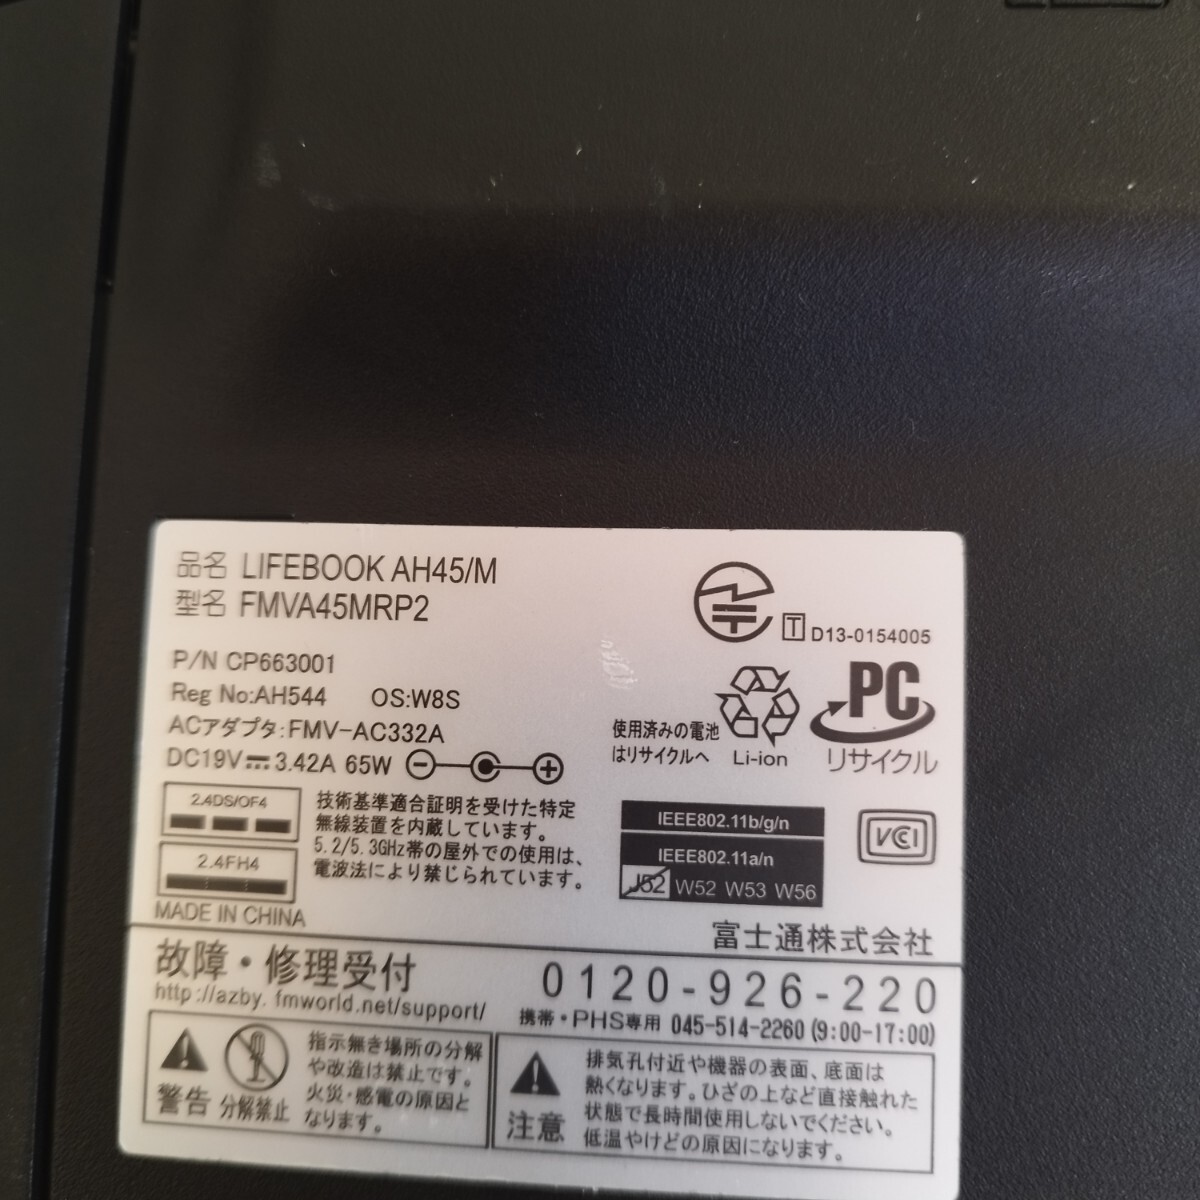 品名 LIFEBOOK AH45/M
型名 FMVA45MRP2
P/N CP663001
Reg No:AH544 OS:W8S
ACアダプタ:FMV-AC332A
DC19V⎓3.42A 65W
T D13-0154005
使用済みの電池
はリサイクルへ
Li-ion
PC
リサイクル
2.4DS/OF4
2.4FH4
技術基準適合証明を受けた特定
無線装置を内蔵しています。
5.2/5.3GHz帯の屋外での使用は、
電波法により禁じられています。
IEEE802.11b/g/n
IEEE802.11a/n
J52 W52 W53 W56
VCCI
MADE IN CHINA
富士通株式会社
故障・修理受付
http://azby.fmworld.net/support/
0120-926-220
携帯・PHS専用 045-514-2260(9:00-17:00)
警告
分解禁止
指示無き場所の分解
や改造は禁止です。
火災・感電の原因と
なります。
注意
排気孔付近や機器の表面、底面は
熱くなります。ひざの上など直接触れた
状態で長時間使用しないでください。
低温やけどの原因になります。